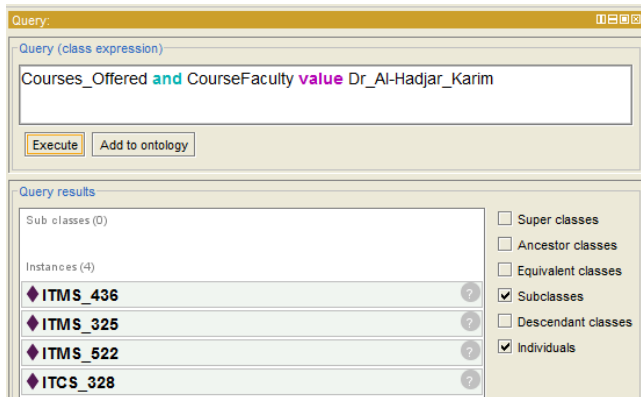 Query:
Query (class expression)
Courses_Offered and CourseFaculty value Dr_Al-Hadjar_Karim
Execute
Add to ontology
Query results
Sub classes (0)
Instances (4)
ITMS_436
ITMS_325
ITMS_522
ITCS_328
Super classes
Ancestor classes
Equivalent classes
Subclasses
Descendant classes
Individuals